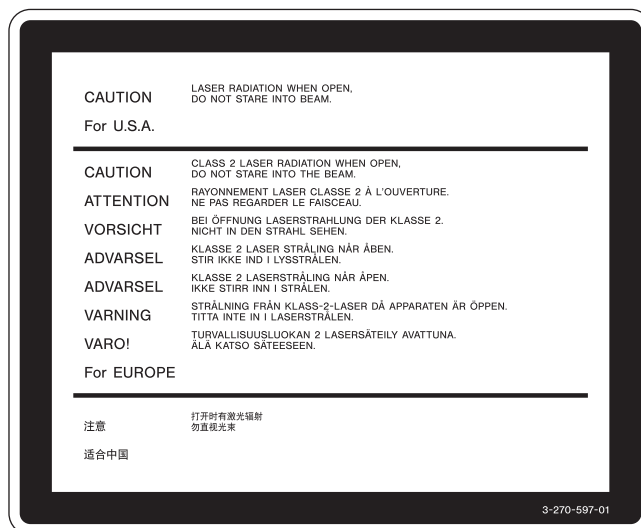 CAUTION
LASER RADIATION WHEN OPEN,
DO NOT STARE INTO BEAM.
For U.S.A.
CAUTION
CLASS 2 LASER RADIATION WHEN OPEN,
DO NOT STARE INTO THE BEAM.
ATTENTION
RAYONNEMENT LASER CLASSE 2 À L'OUVERTURE.
NE PAS REGARDER LE FAISCEAU.
VORSICHT
BEI ÖFFNUNG LASERSTRAHLUNG DER KLASSE 2.
NICHT IN DEN STRAHL SEHEN.
ADVARSEL
KLASSE 2 LASER STRÅLING NÅR ÅBEN.
STIR IKKE IND I LYSSTRÅLEN.
ADVARSEL
KLASSE 2 LASERSTRÅLING NÅR ÅPEN.
IKKE STIRR INN I STRÅLEN.
VARNING
STRÅLNING FRÅN KLASS-2-LASER DÅ APPARATEN ÄR ÖPPEN.
TITTA INTE IN I LASERSTRÅLEN.
VARO!
TURVALLISUUSLUOKAN 2 LASERSÄTEILY AVATTUNA.
ÄLÄ KATSO SÄTEESEEN.
For EUROPE
注意
打开时有激光辐射
勿直视光束
适合中国
3-270-597-01